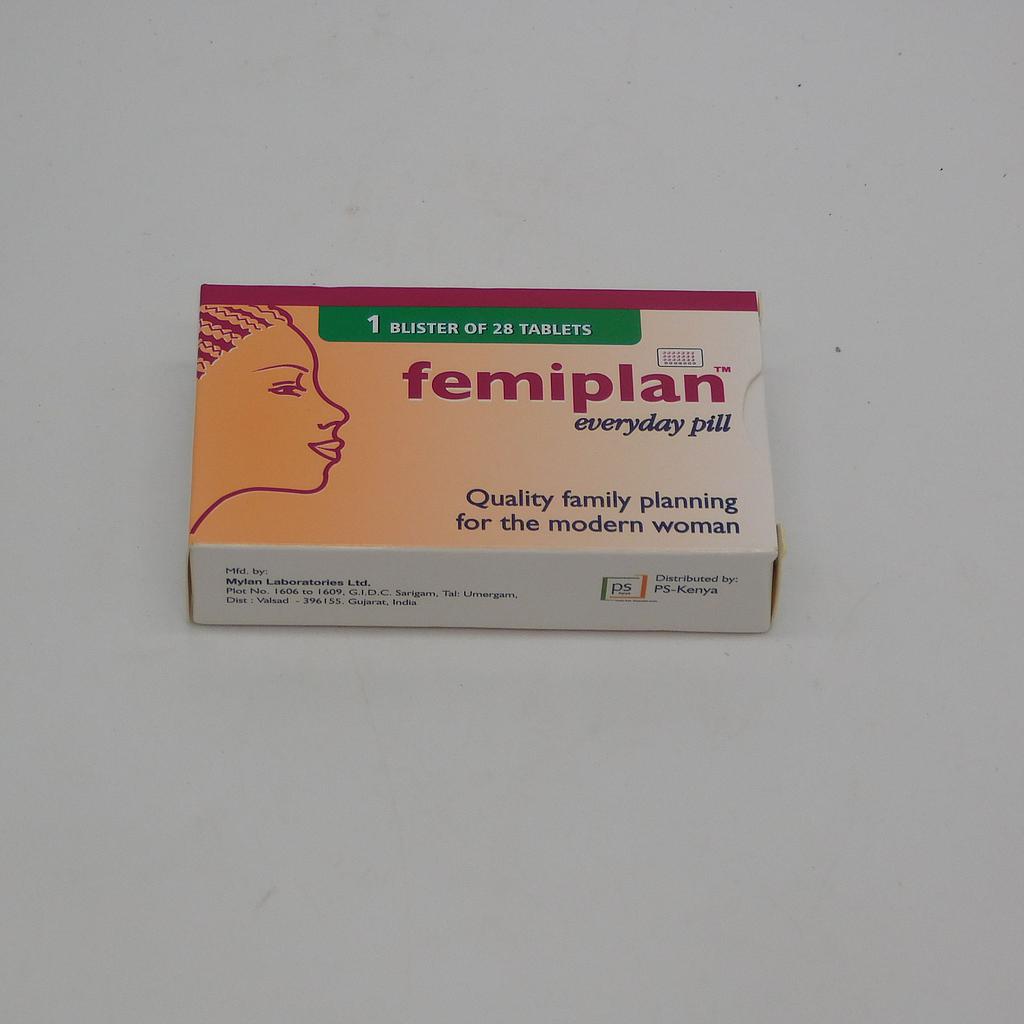 1 BLISTER OF 28 TABLETS
femiplan™
everyday pill
Quality family planning
for the modern woman
Mfd. by:
Mylan Laboratories Ltd.
Plot No. 1606 to 1609, G.I.D.C. Sarigam, Tal: Umergam,
Dist : Valsad - 396155. Gujarat, India
ps
Distributed by:
PS-Kenya